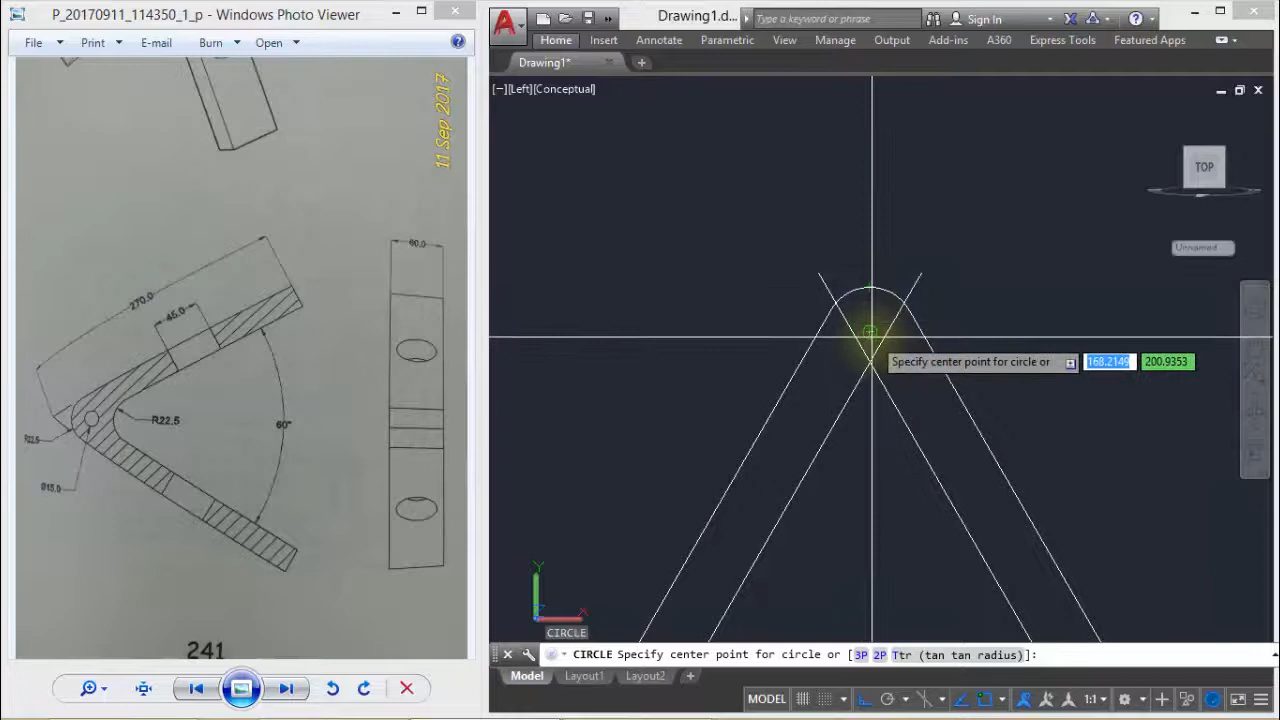 P_20170911_114350_1_p - Windows Photo Viewer
File Print E-mail Burn Open
11 Sep 2017
270.0
45.0
60.0
R22.5
60°
Ø15.0
241
Drawing1.d...
Type a keyword or phrase
Sign In
Home Insert Annotate Parametric View Manage Output Add-ins A360 Express Tools Featured Apps
Drawing1*
[−][Left][Conceptual]
TOP
Unnamed
Specify center point for circle or 168.2149 200.9353
Y
X
CIRCLE
CIRCLE Specify center point for circle or [3P 2P Ttr (tan tan radius)]:
Model Layout1 Layout2
MODEL 1:1